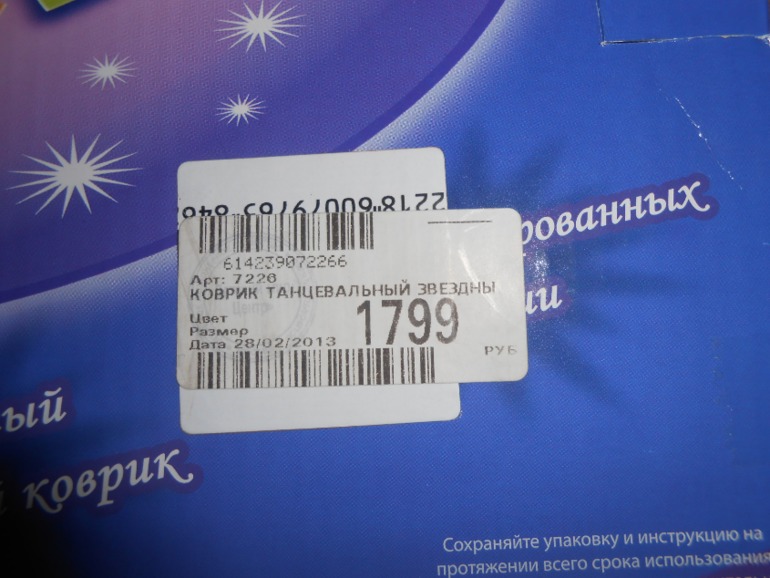 рованных
614239072266
Арт: 7226
КОВРИК ТАНЦЕВАЛЬНЫЙ ЗВЕЗДНЫ
Цвет
Размер
1799
Дата 28/02/2013
РУБ
ый
коврик
Сохраняйте упаковку и инструкцию на
протяжении всего срока использования